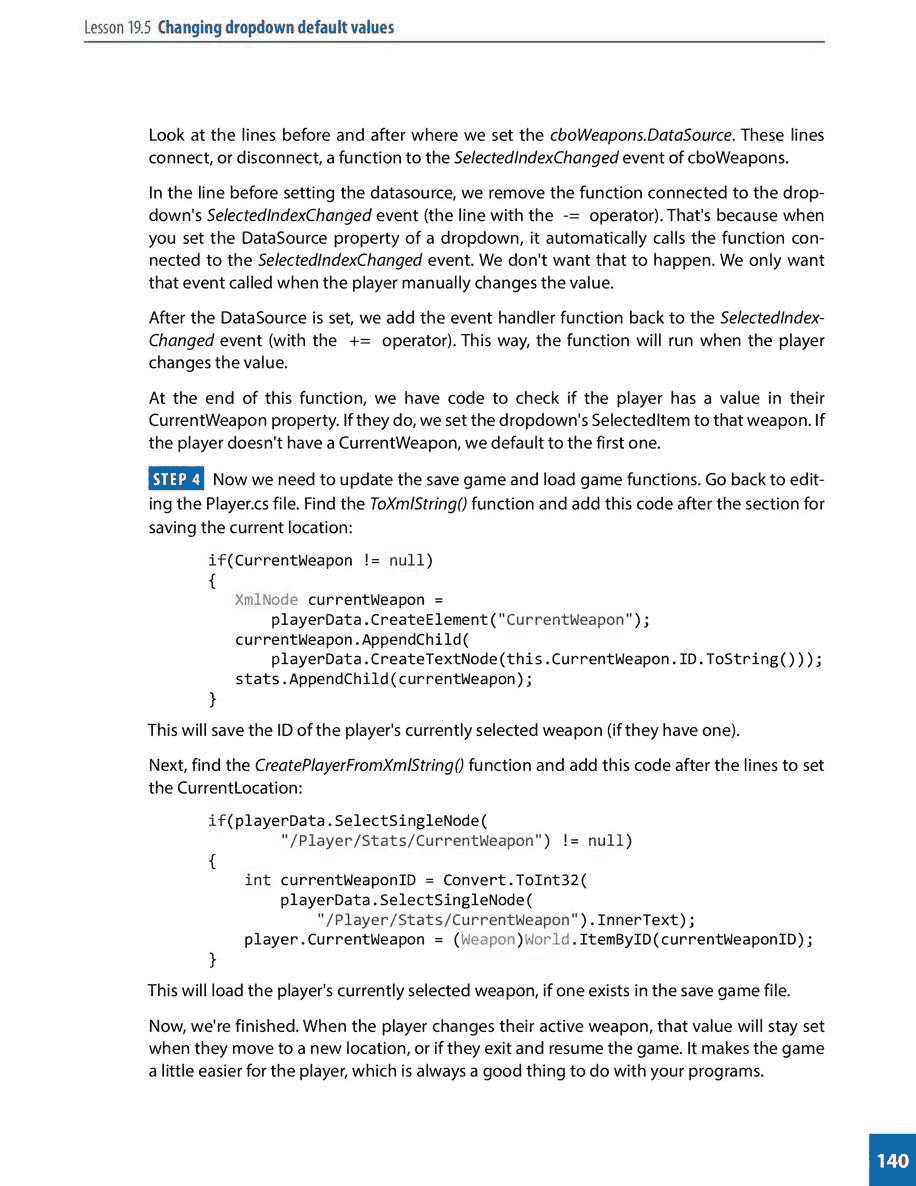 Lesson 19.5 Changing dropdown default values
Look at the lines before and after where we set the cboWeapons.DataSource. These lines
connect, or disconnect, a function to the SelectedIndexChanged event of cboWeapons.
In the line before setting the datasource, we remove the function connected to the drop-
down's SelectedIndexChanged event (the line with the -= operator). That's because when
you set the DataSource property of a dropdown, it automatically calls the function con-
nected to the SelectedIndexChanged event. We don't want that to happen. We only want
that event called when the player manually changes the value.
After the DataSource is set, we add the event handler function back to the SelectedIndex-
Changed event (with the += operator). This way, the function will run when the player
changes the value.
At the end of this function, we have code to check if the player has a value in their
CurrentWeapon property. If they do, we set the dropdown's SelectedItem to that weapon. If
the player doesn't have a CurrentWeapon, we default to the first one.
STEP 4 Now we need to update the save game and load game functions. Go back to edit-
ing the Player.cs file. Find the ToXmlString() function and add this code after the section for
saving the current location:
if(CurrentWeapon != null)
{
XmlNode currentWeapon =
playerData.CreateElement("CurrentWeapon");
currentWeapon.AppendChild(
playerData.CreateTextNode(this.CurrentWeapon.ID.ToString()));
stats.AppendChild(currentWeapon);
}
This will save the ID of the player's currently selected weapon (if they have one).
Next, find the CreatePlayerFromXmlString() function and add this code after the lines to set
the CurrentLocation:
if(playerData.SelectSingleNode(
"/Player/Stats/CurrentWeapon") != null)
{
int currentWeaponID = Convert.ToInt32(
playerData.SelectSingleNode(
"/Player/Stats/CurrentWeapon").InnerText);
player.CurrentWeapon = (Weapon)World.ItemByID(currentWeaponID);
}
This will load the player's currently selected weapon, if one exists in the save game file.
Now, we're finished. When the player changes their active weapon, that value will stay set
when they move to a new location, or if they exit and resume the game. It makes the game
a little easier for the player, which is always a good thing to do with your programs.
140